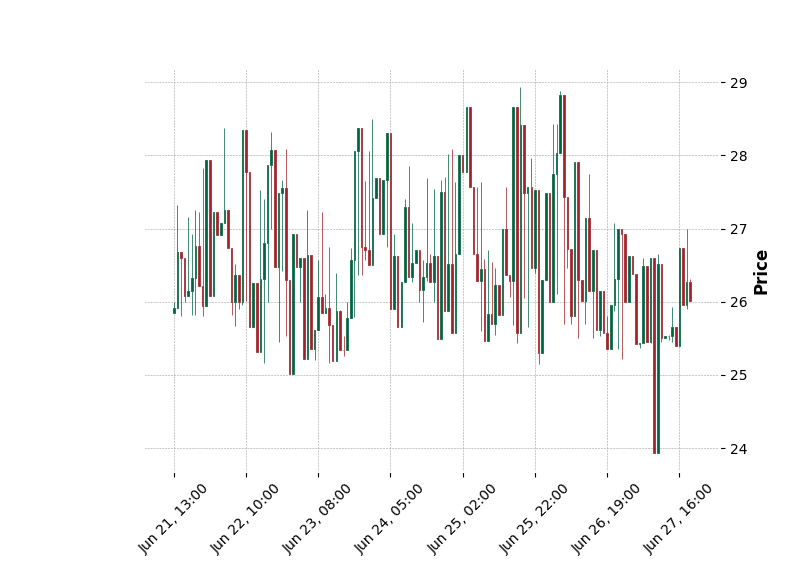 29
28
27
26
25
24
Price
Jun 21, 13:00
Jun 22, 10:00
Jun 23, 08:00
Jun 24, 05:00
Jun 25, 02:00
Jun 25, 22:00
Jun 26, 19:00
Jun 27, 16:00